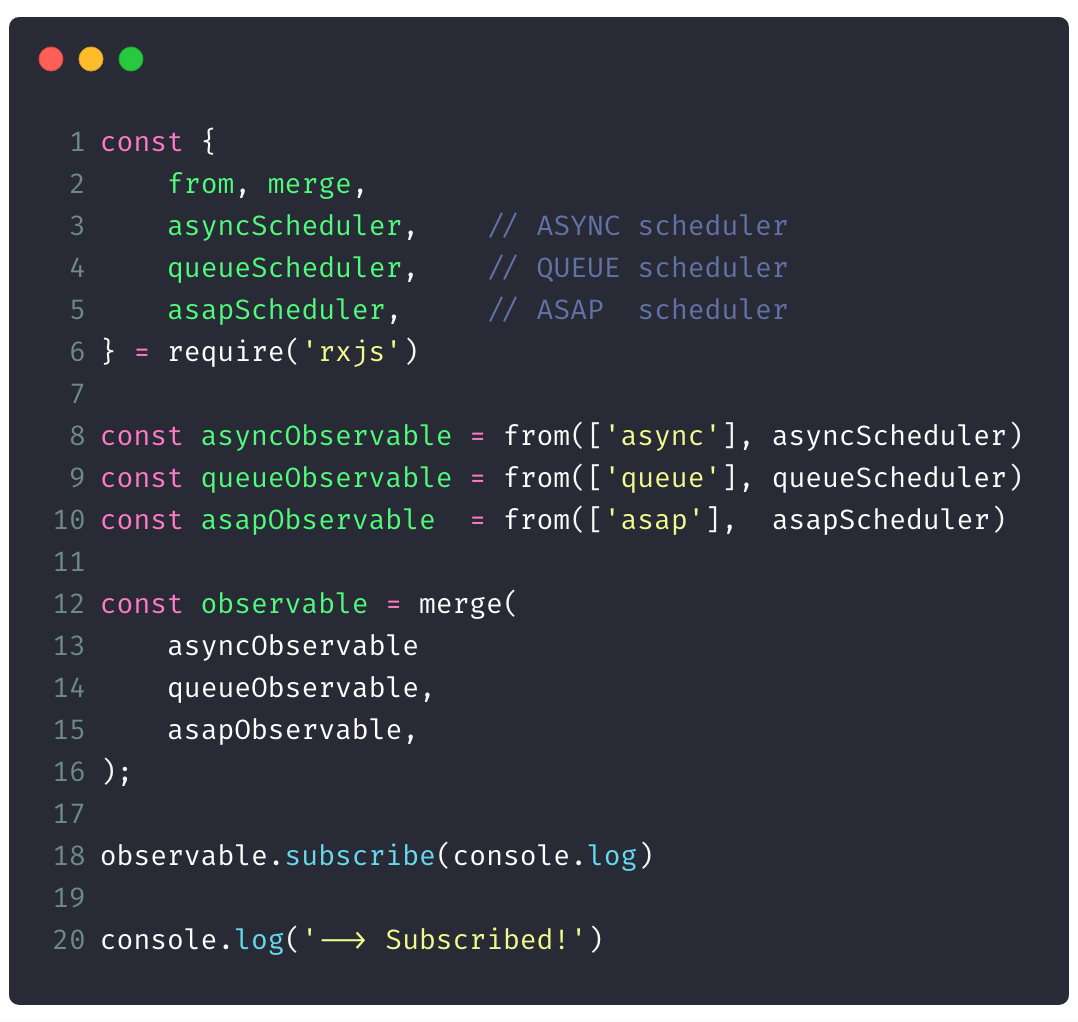 1 const {
2     from, merge,
3     asyncScheduler,    // ASYNC scheduler
4     queueScheduler,    // QUEUE scheduler
5     asapScheduler,     // ASAP  scheduler
6 } = require('rxjs')
7
8 const asyncObservable = from(['async'], asyncScheduler)
9 const queueObservable = from(['queue'], queueScheduler)
10 const asapObservable  = from(['asap'],  asapScheduler)
11
12 const observable = merge(
13     asyncObservable
14     queueObservable,
15     asapObservable,
16 );
17
18 observable.subscribe(console.log)
19
20 console.log('--> Subscribed!')